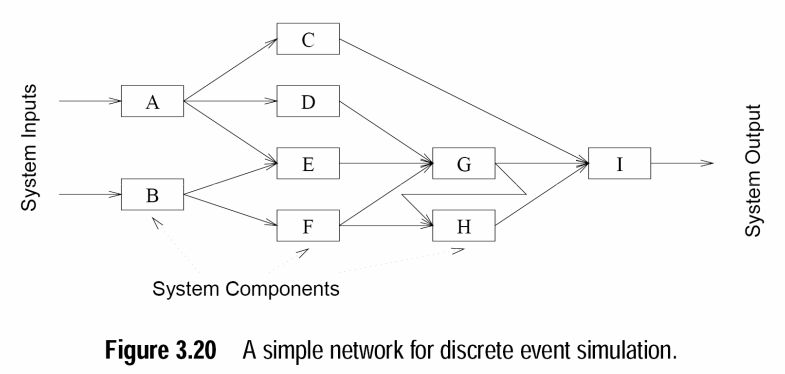 System Inputs
A
B
C
D
E
F
G
H
I
System Output
System Components
Figure 3.20 A simple network for discrete event simulation.